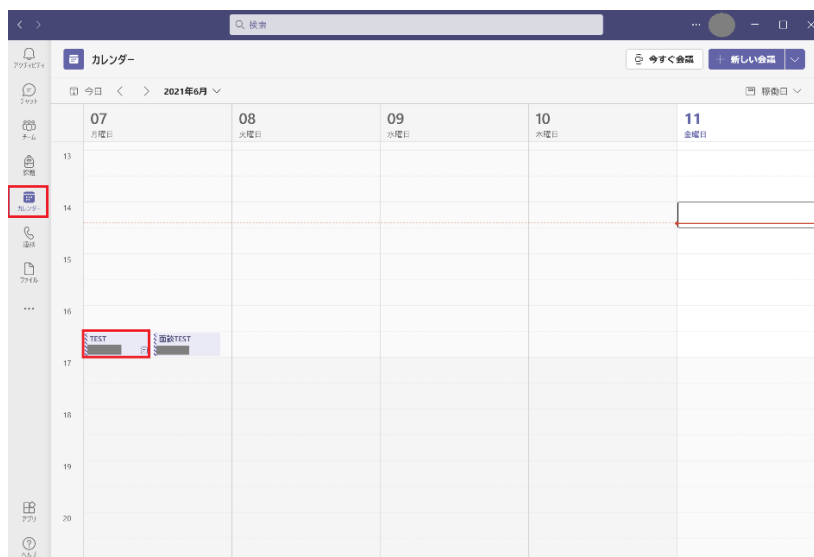 検索
アクティビティ
カレンダー
今すぐ会議
新しい会議
チャット
今日
2021年6月
稼働日
チーム
07
08
09
10
11
月曜日
火曜日
水曜日
木曜日
金曜日
課題
13
カレンダー
14
通話
15
ファイル
16
TEST
面談TEST
17
18
19
アプリ
20
ヘルプ